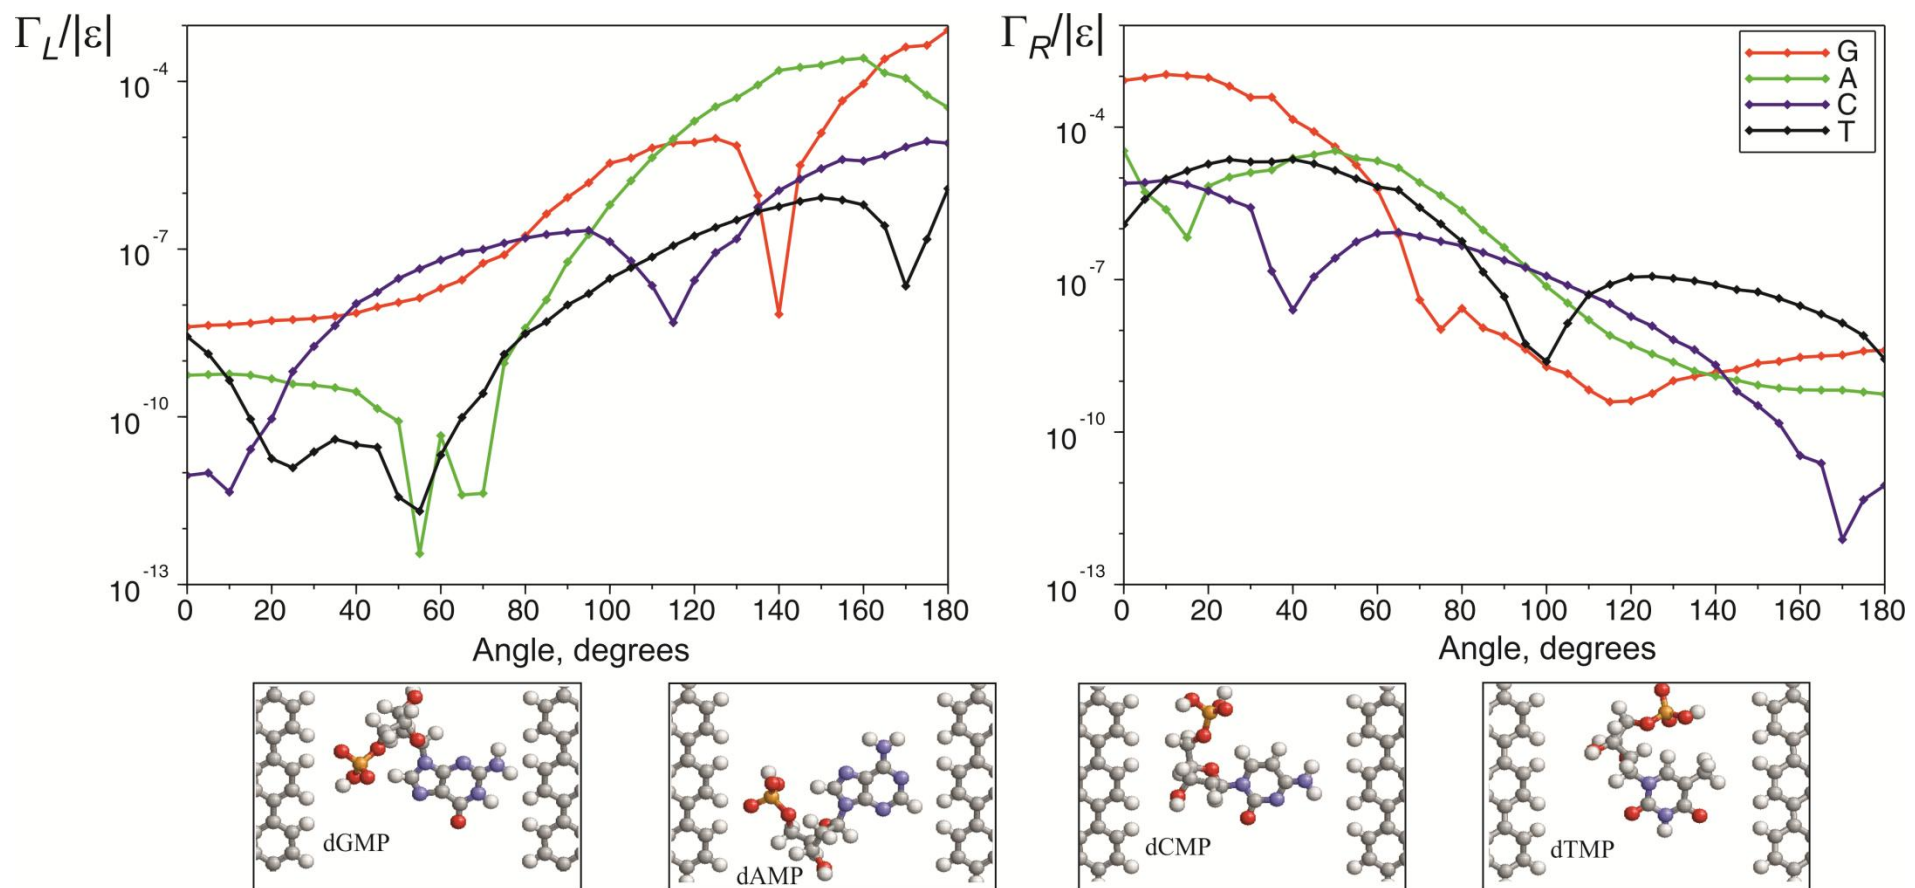 Γ_L/|ε|
10^-4
10^-7
10^-10
10^-13
0 20 40 60 80 100 120 140 160 180
Angle, degrees
Γ_R/|ε|
G
A
C
T
10^-4
10^-7
10^-10
10^-13
0 20 40 60 80 100 120 140 160 180
Angle, degrees
dGMP
dAMP
dCMP
dTMP